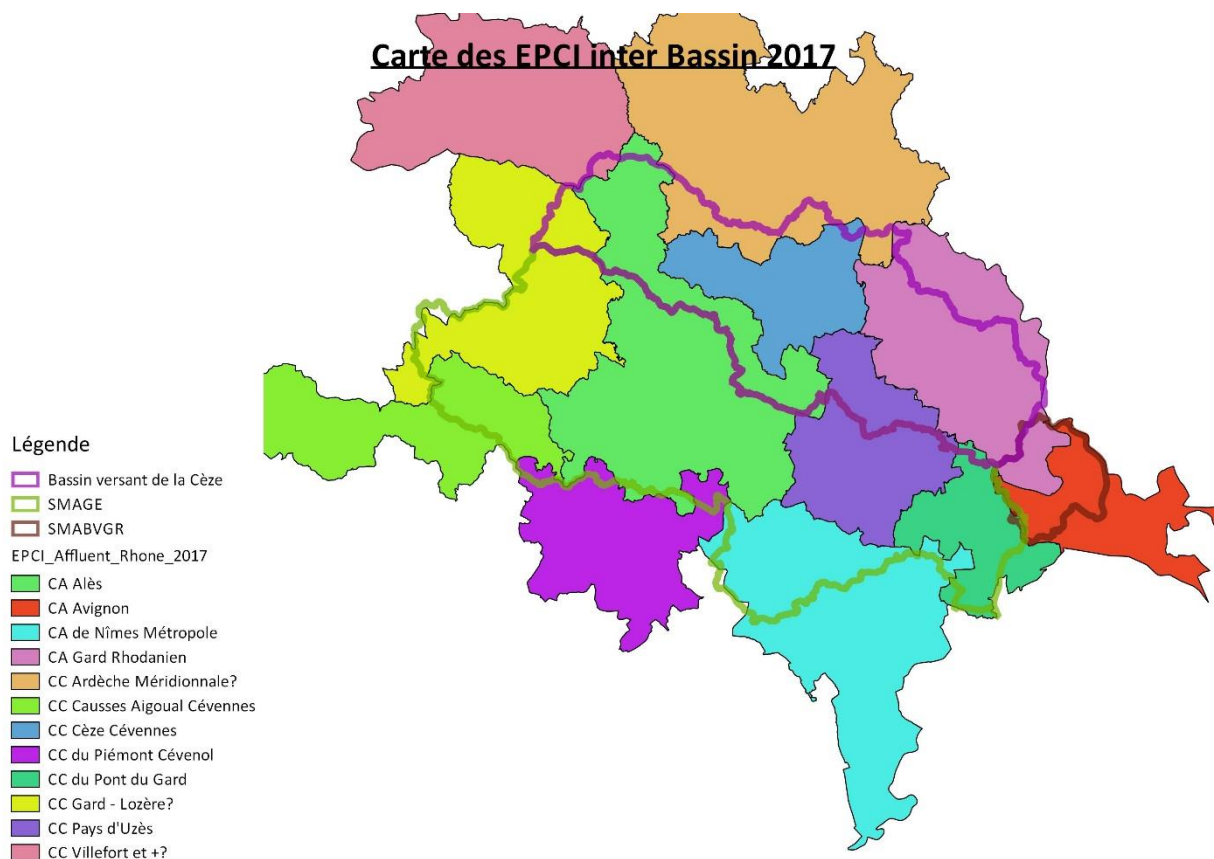 Carte des EPCI inter Bassin 2017
Légende
Bassin versant de la Cèze
SMAGE
SMABVGR
EPCI_Affluent_Rhone_2017
CA Alès
CA Avignon
CA de Nîmes Métropole
CA Gard Rhodanien
CC Ardèche Méridionnale?
CC Causses Aigoual Cévennes
CC Cèze Cévennes
CC du Piémont Cévenol
CC du Pont du Gard
CC Gard - Lozère?
CC Pays d'Uzès
CC Villefort et +?